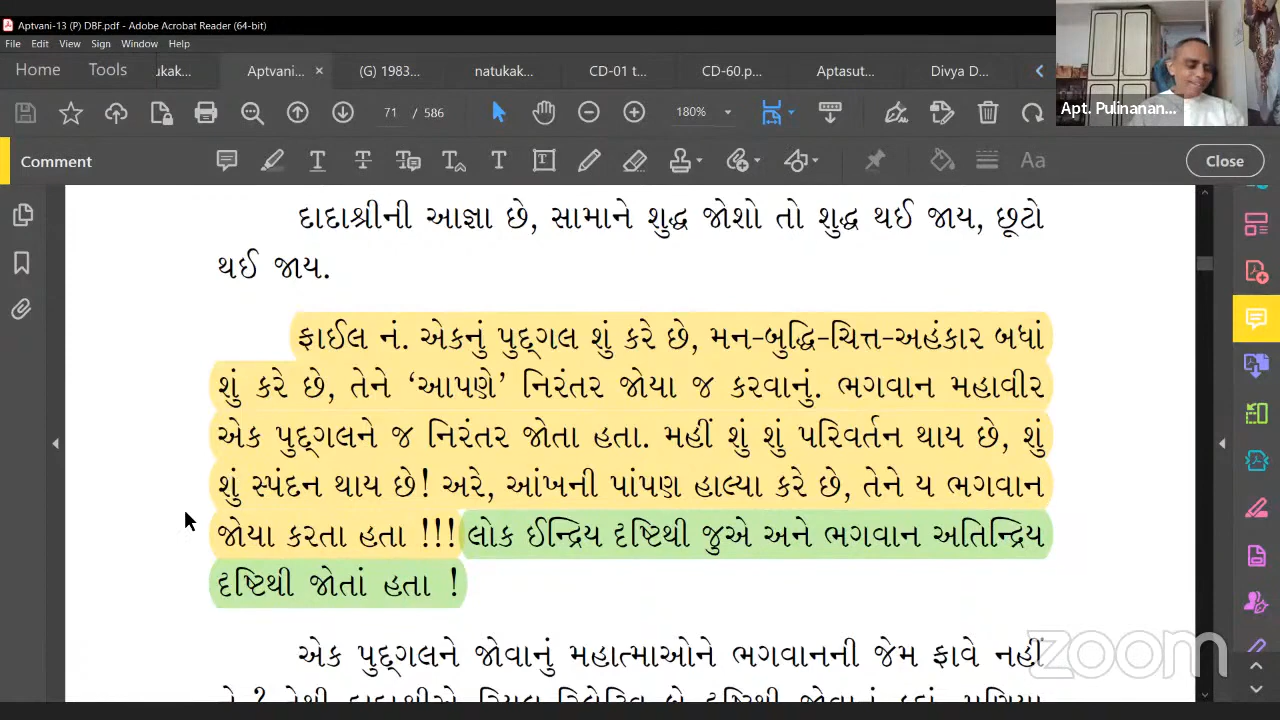 Aptvani-13 (P) DBF.pdf - Adobe Acrobat Reader (64-bit)
File Edit View Sign Window Help
Home Tools ukak... Aptvani... × (G) 1983... natukak... CD-01 t... CD-60.p... Aptasut... Divya D...
71 / 586 180%
Apt. Pulinanan...
Comment Close
દાદાશ્રીની આજ્ઞા છે, સામાને શુદ્ધ જોશો તો શુદ્ધ થઈ જાય, છૂટો
થઈ જાય.
ફાઈલ નં. એકનું પુદ્ગલ શું કરે છે, મન-બુદ્ધિ-ચિત્ત-અહંકાર બધાં
શું કરે છે, તેને ‘આપણે’ નિરંતર જોયા જ કરવાનું. ભગવાન મહાવીર
એક પુદ્ગલને જ નિરંતર જોતા હતા. મહીં શું શું પરિવર્તન થાય છે, શું
શું સ્પંદન થાય છે! અરે, આંખની પાંપણ હાલ્યા કરે છે, તેને ય ભગવાન
જોયા કરતા હતા !!! લોક ઈન્દ્રિય દૃષ્ટિથી જુએ અને ભગવાન અતિન્દ્રિય
દૃષ્ટિથી જોતાં હતા !
એક પુદ્ગલને જોવાનું મહાત્માઓને ભગવાનની જેમ ફાવે નહીં
zoom